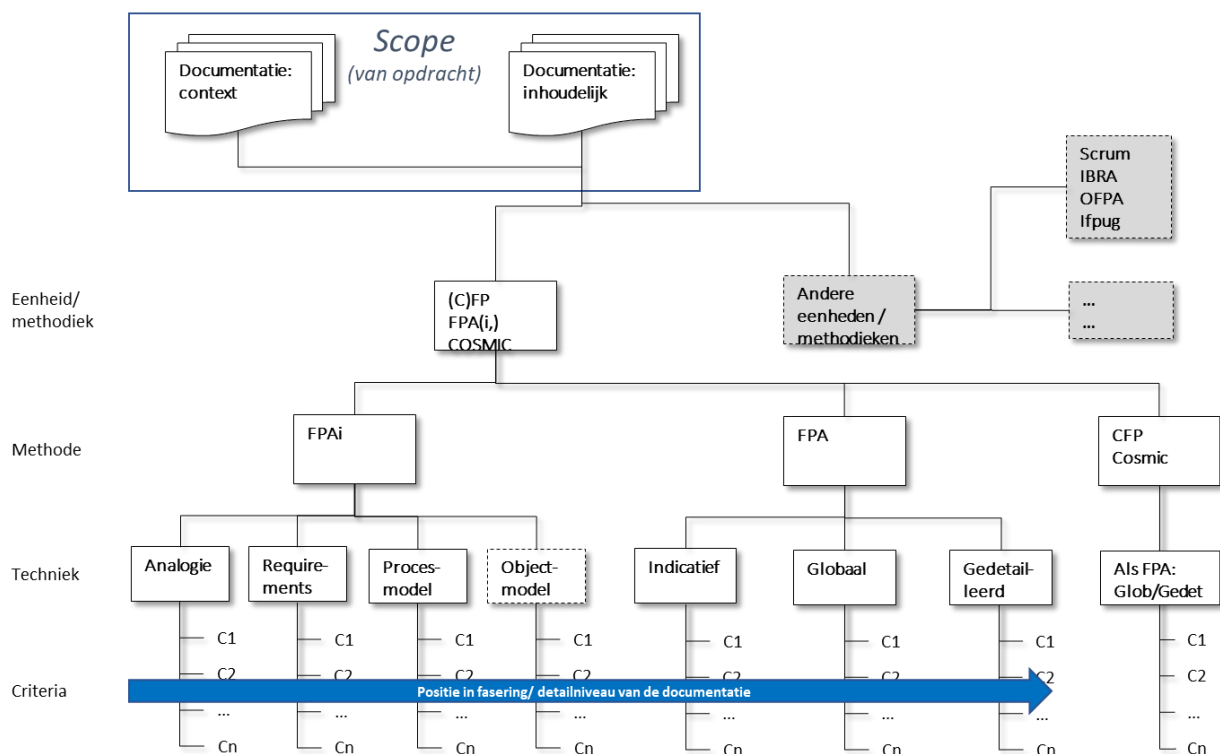 Scope
(van opdracht)
Documentatie:
context
Documentatie:
inhoudelijk
Scrum
IBRA
OFPA
Ifpug
Eenheid/
methodiek
(C)FP
FPA(i,)
COSMIC
Andere
eenheden /
methodieken
...
...
Methode
FPAi
FPA
CFP
Cosmic
Techniek
Analogie
Require-
ments
Proces-
model
Object-
model
Indicatief
Globaal
Gedetail-
leerd
Als FPA:
Glob/Gedet
Criteria
C1
C1
C1
C1
C1
C1
C1
C1
C2
C2
C2
C2
C2
C2
C2
C2
Positie in fasering/ detailniveau van de documentatie
...
...
...
...
...
...
...
...
Cn
Cn
Cn
Cn
Cn
Cn
Cn
Cn